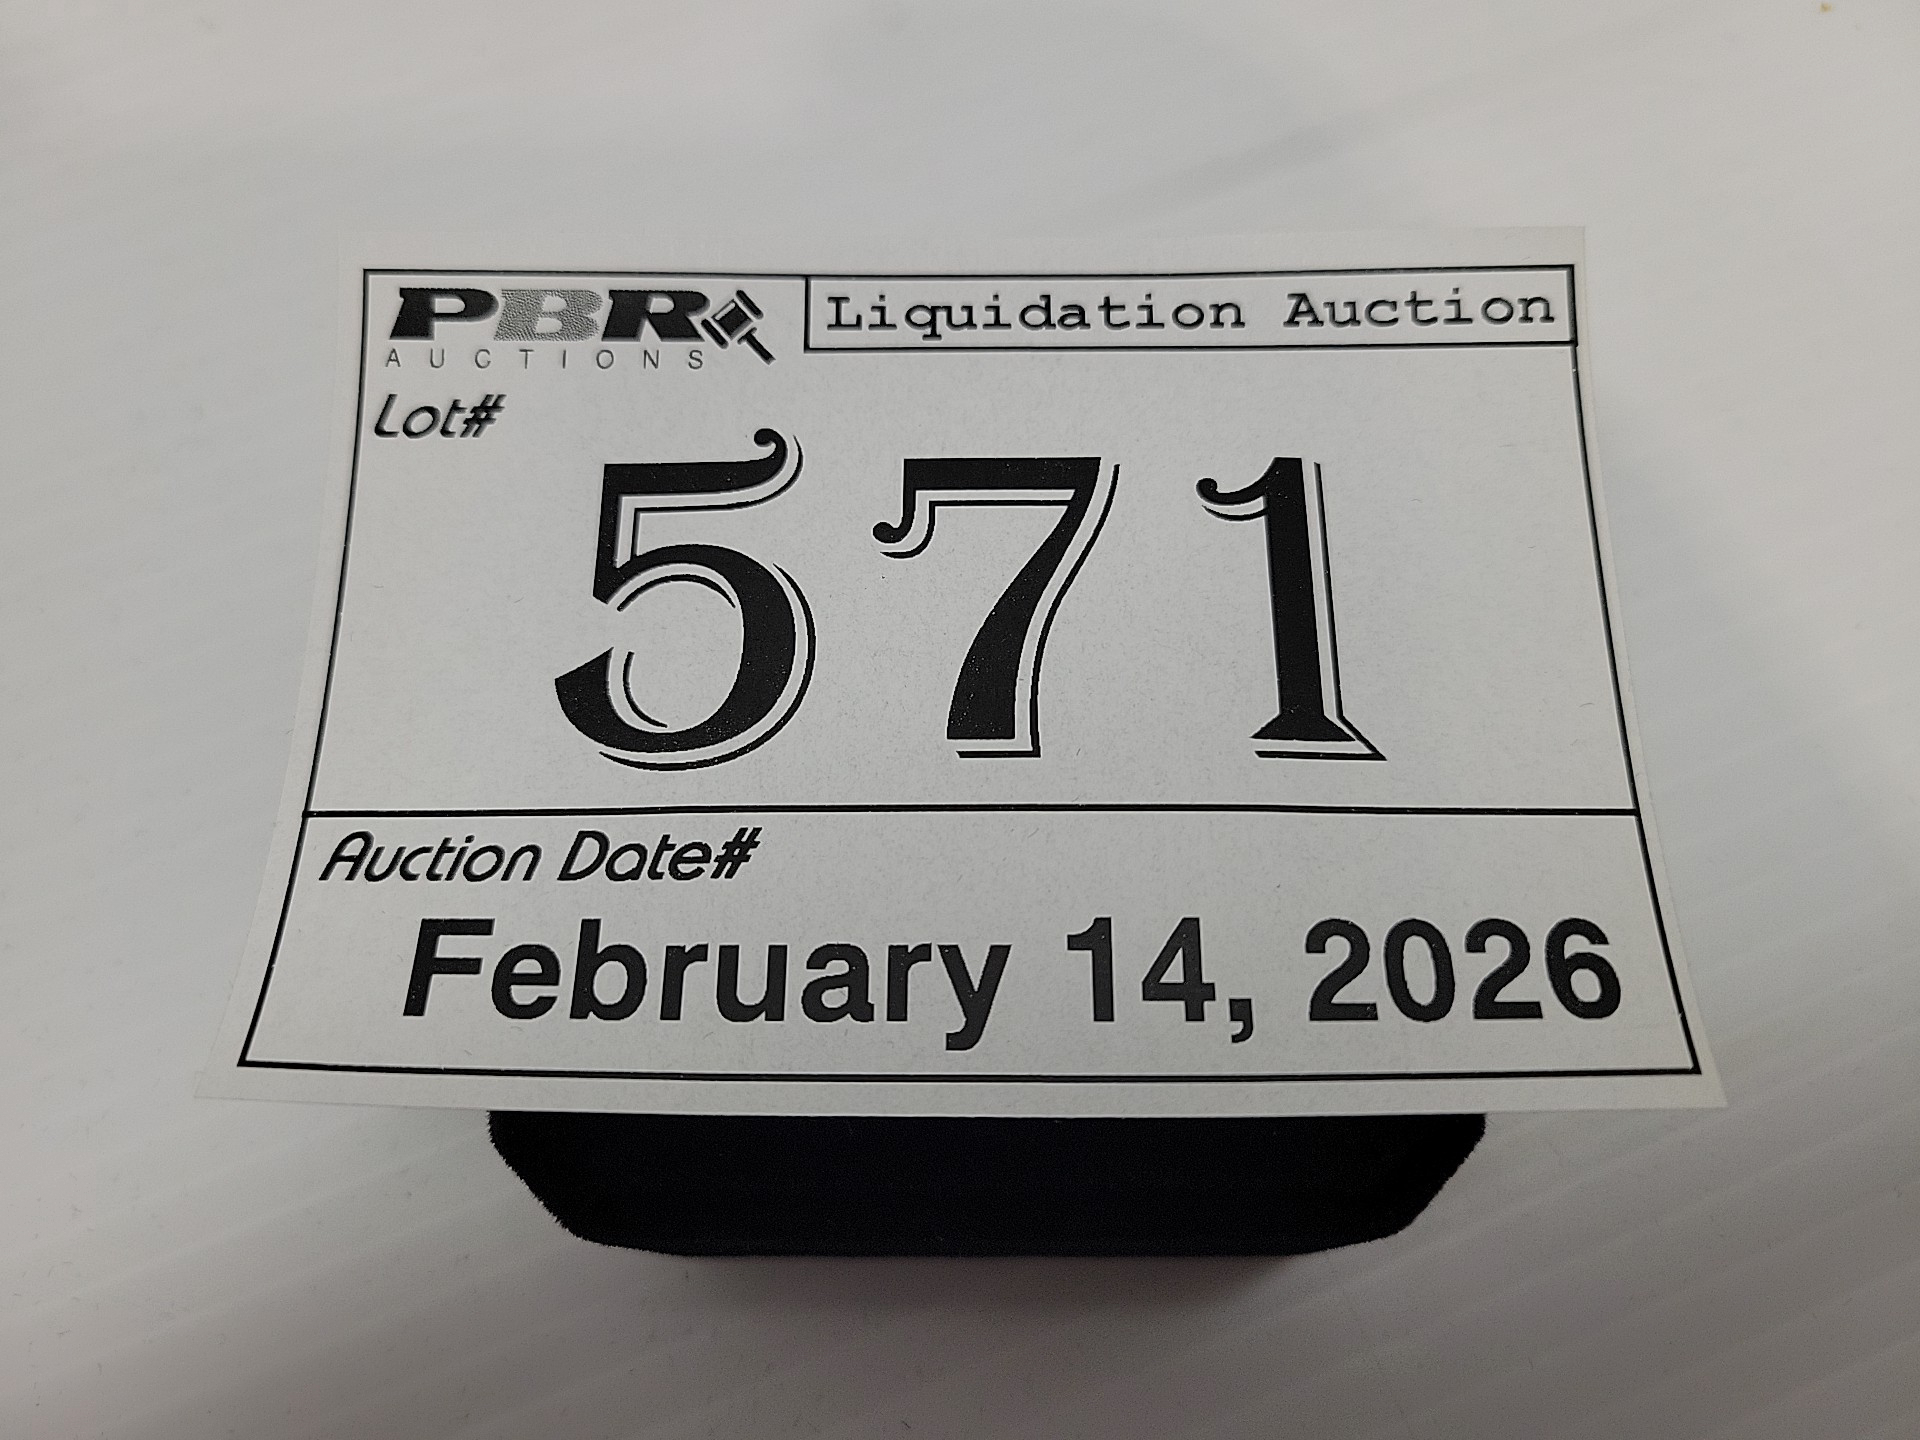 PBR
AUCTIONS
Liquidation Auction
Lot#
571
Auction Date#
February 14, 2026